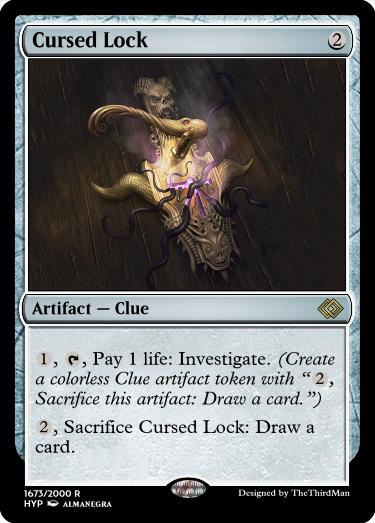 Cursed Lock 2
Artifact — Clue
1, , Pay 1 life: Investigate. (Create
a colorless Clue artifact token with “2,
Sacrifice this artifact: Draw a card.”)
2, Sacrifice Cursed Lock: Draw a
card.
1673/2000 R Designed by TheThirdMan
HYP ALMANEGRA